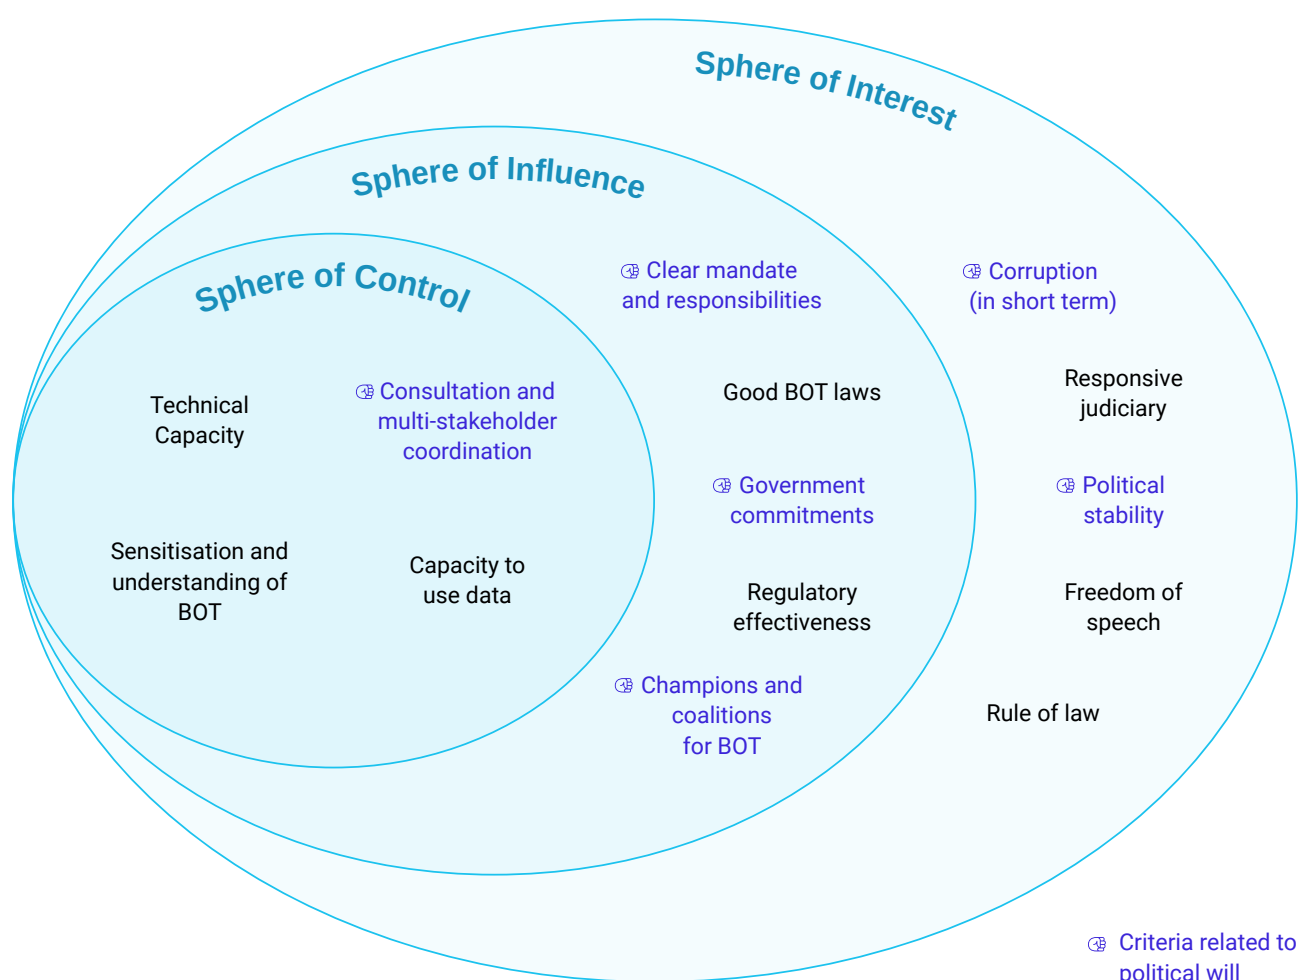 Sphere of Interest
Sphere of Influence
Sphere of Control
Clear mandate
and responsibilities
Corruption
(in short term)
Technical
Capacity
Consultation and
multi-stakeholder
coordination
Good BOT laws
Responsive
judiciary
Government
commitments
Political
stability
Sensitisation and
understanding of
BOT
Capacity to
use data
Regulatory
effectiveness
Freedom of
speech
Champions and
coalitions
for BOT
Rule of law
Criteria related to
political will